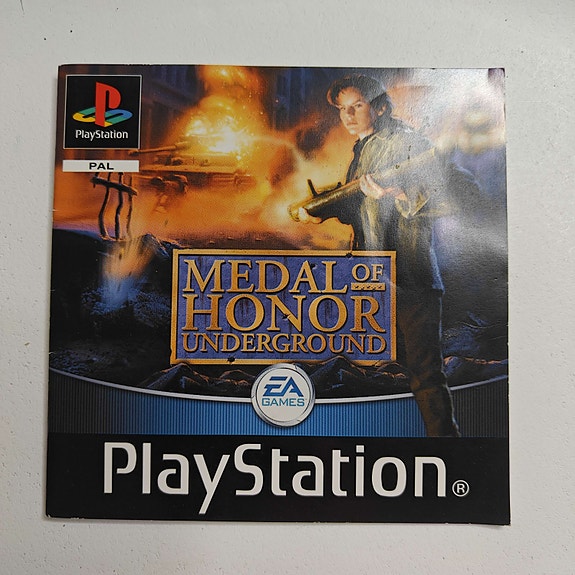 PlayStation
PAL
MEDAL OF
HONOR
UNDERGROUND
EA
GAMES
PlayStation®